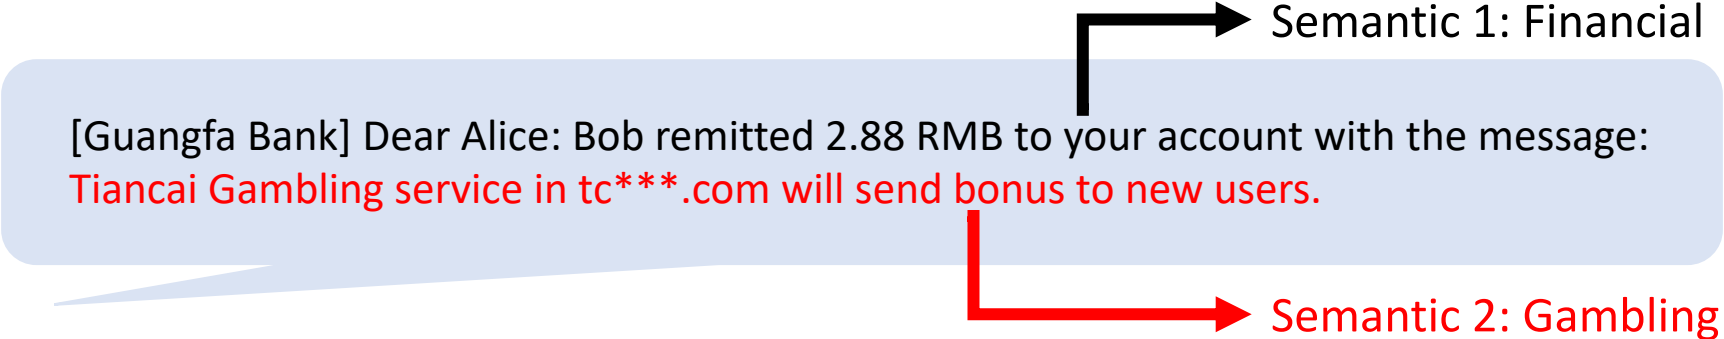 Semantic 1: Financial
[Guangfa Bank] Dear Alice: Bob remitted 2.88 RMB to your account with the message:
Tiancai Gambling service in tc***.com will send bonus to new users.
Semantic 2: Gambling